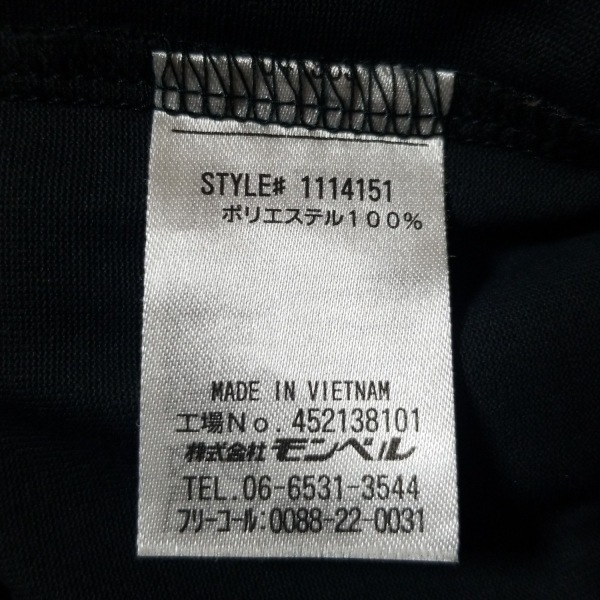 STYLE# 1114151
ポリエステル100%
MADE IN VIETNAM
工場No. 452138101
株式会社 モンベル
TEL.06-6531-3544
フリーコール:0088-22-0031